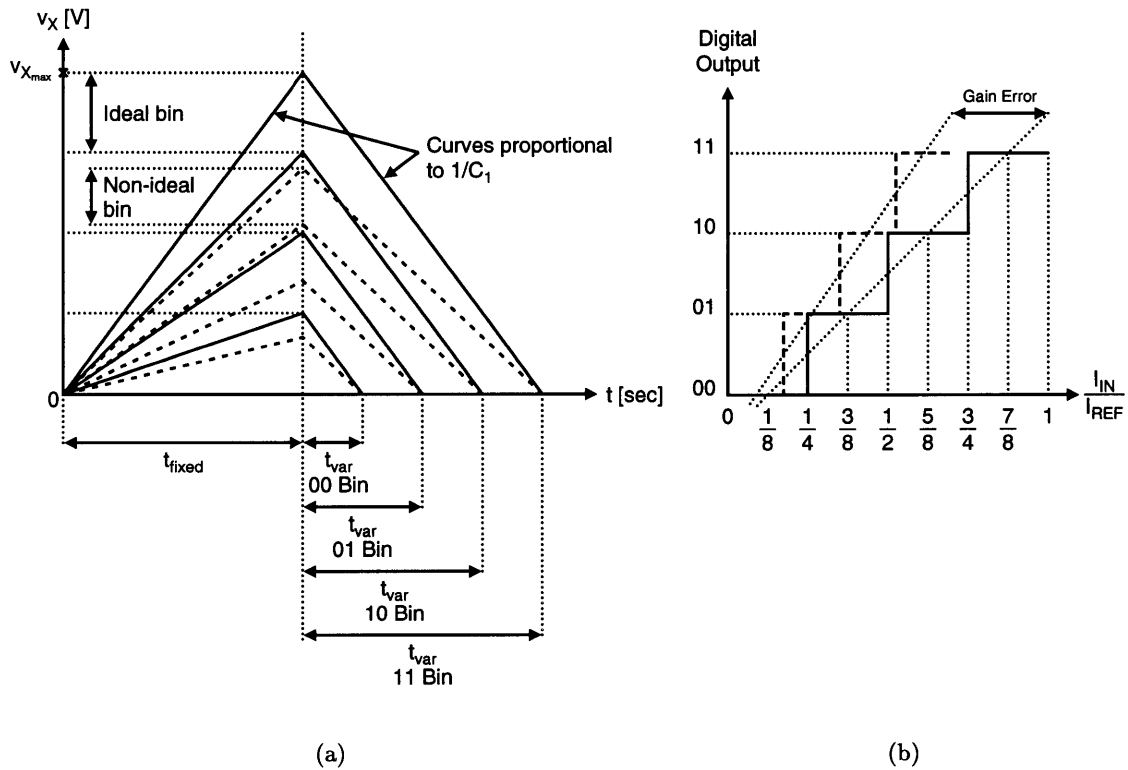 v_X [V]
v_Xmax
Ideal bin
Non-ideal
bin
Curves proportional
to 1/C_1
0
t [sec]
t_fixed
t_var
00 Bin
t_var
01 Bin
t_var
10 Bin
t_var
11 Bin
(a)
Digital
Output
Gain Error
11
10
01
00
0
1/8
1/4
3/8
1/2
5/8
3/4
7/8
1
I_IN/I_REF
(b)